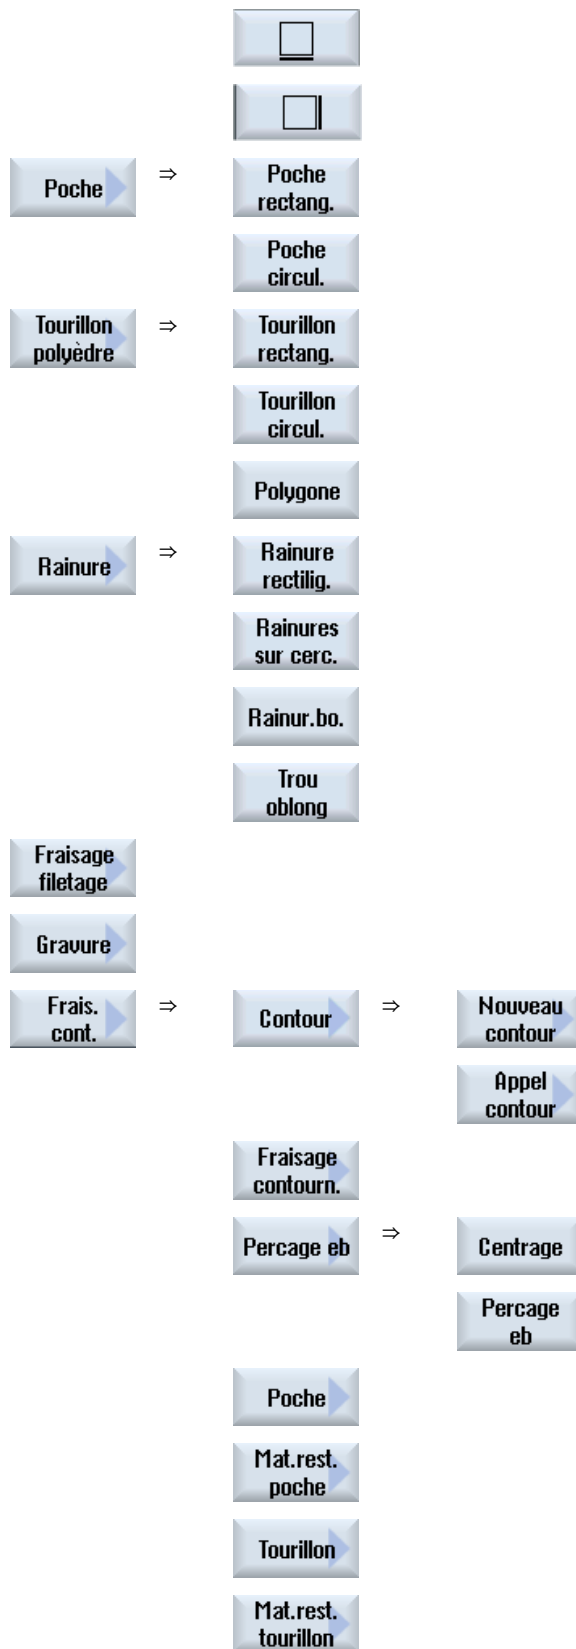 Poche
⇒
Poche
rectang.
Poche
circul.
Tourillon
polyèdre
⇒
Tourillon
rectang.
Tourillon
circul.
Polygone
Rainure
⇒
Rainure
rectilig.
Rainures
sur cerc.
Rainur.bo.
Trou
oblong
Fraisage
filetage
Gravure
Frais.
cont.
⇒
Contour
⇒
Nouveau
contour
Appel
contour
Fraisage
contourn.
Percage eb
⇒
Centrage
Percage
eb
Poche
Mat.rest.
poche
Tourillon
Mat.rest.
tourillon